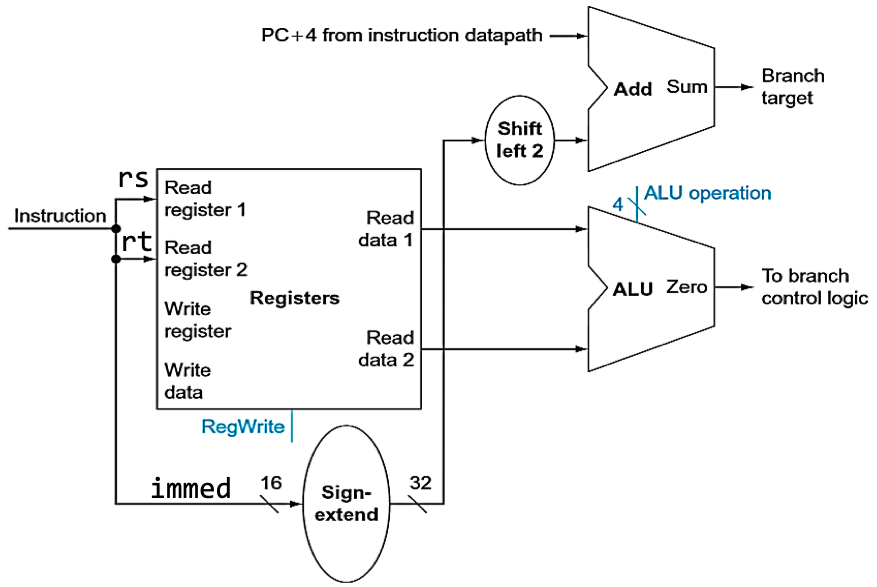 PC+4 from instruction datapath
Add Sum
Branch
target
Shift
left 2
rs
Read
register 1
Instruction
rt
Read
register 2
Write
register
Write
data
Registers
Read
data 1
Read
data 2
4
ALU operation
ALU Zero
To branch
control logic
RegWrite
immed
16
Sign-
extend
32